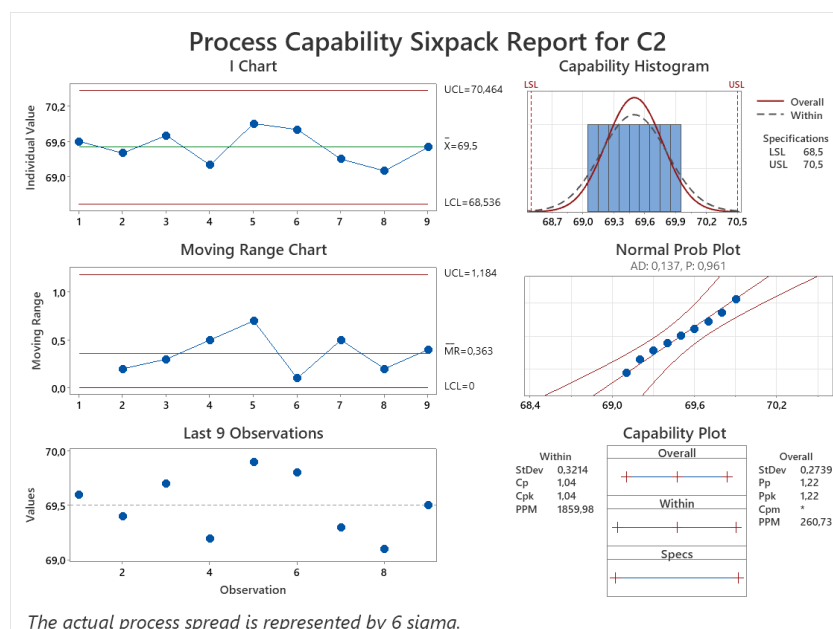 Process Capability Sixpack Report for C2
I Chart
Individual Value
70,2
69,6
69,0
1 2 3 4 5 6 7 8 9
UCL=70,464
X̄=69,5
LCL=68,536
Capability Histogram
LSL USL
68,7 69,0 69,3 69,6 69,9 70,2 70,5
Overall
Within
Specifications
LSL 68,5
USL 70,5
Moving Range Chart
Moving Range
1,0
0,5
0,0
1 2 3 4 5 6 7 8 9
UCL=1,184
M̅R̅=0,363
LCL=0
Normal Prob Plot
AD: 0,137, P: 0,961
68,4 69,0 69,6 70,2
Last 9 Observations
Values
70,0
69,5
69,0
2 4 6 8
Observation
Capability Plot
Within
StDev 0,3214
Cp 1,04
Cpk 1,04
PPM 1859,98
Overall
Within
Specs
Overall
StDev 0,2739
Pp 1,22
Ppk 1,22
Cpm *
PPM 260,73
The actual process spread is represented by 6 sigma.